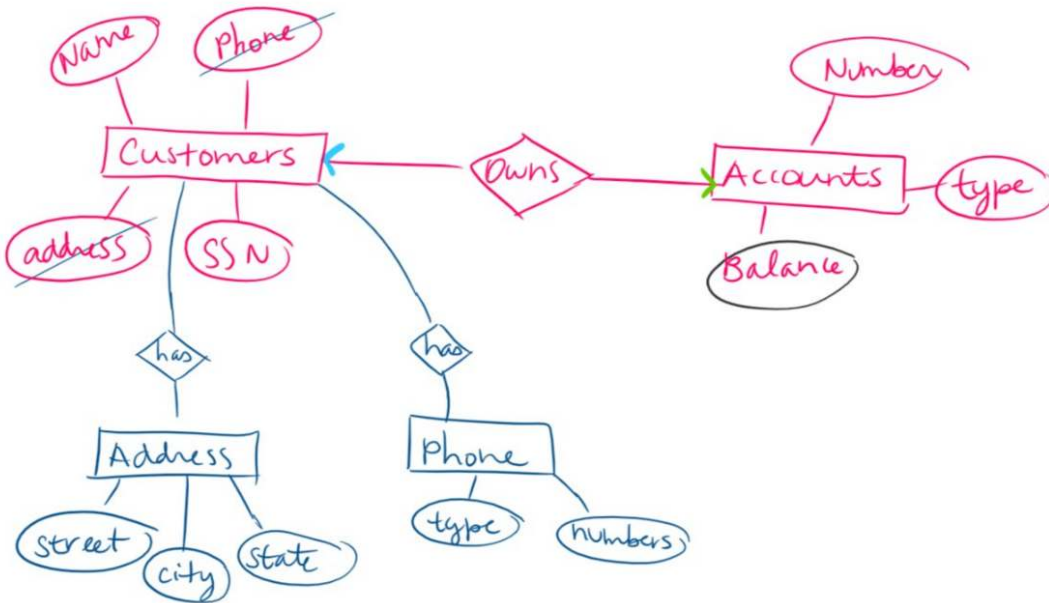 Name
Phone
Number
Customers
Owns
Accounts
type
address
SSN
Balance
has
has
Address
Phone
street
city
state
type
numbers